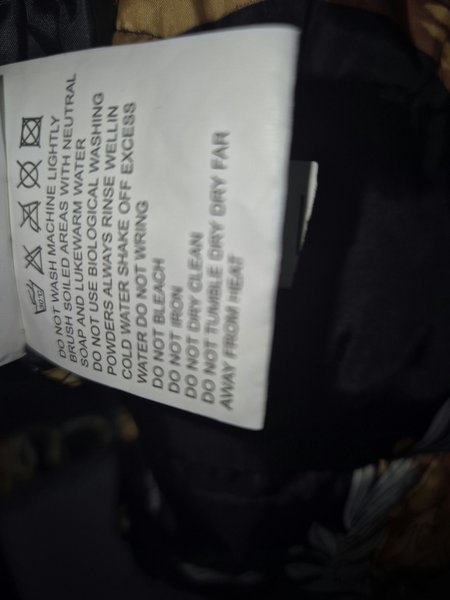 DO NOT WASH MACHINE LIGHTLY
BRUSH SOILED AREAS WITH NEUTRAL
SOAP AND LUKEWARM WATER
DO NOT USE BIOLOGICAL WASHING
POWDERS ALWAYS RINSE WELLIN
COLD WATER SHAKE OFF EXCESS
WATER DO NOT WRING
DO NOT BLEACH
DO NOT IRON
DO NOT DRY CLEAN
DO NOT TUMBLE DRY DRY FAR
AWAY FROM HEAT